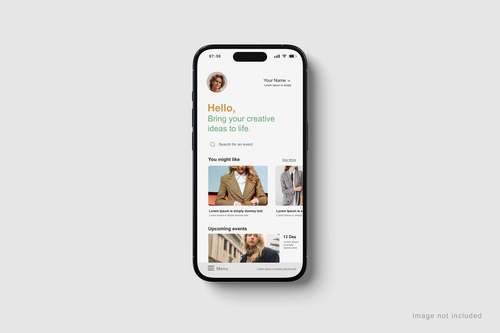 07:38
Your Name
Lorem Ipsum is simply
Hello,
Bring your creative
ideas to life.
Search for an event
You might like
See More
Lorem Ipsum is simply dummy text
Lorem Ipsum is simply dummy
Upcoming events
13 Des
Lorem Ipsum
is simply
dummy text
Menu
Image not included